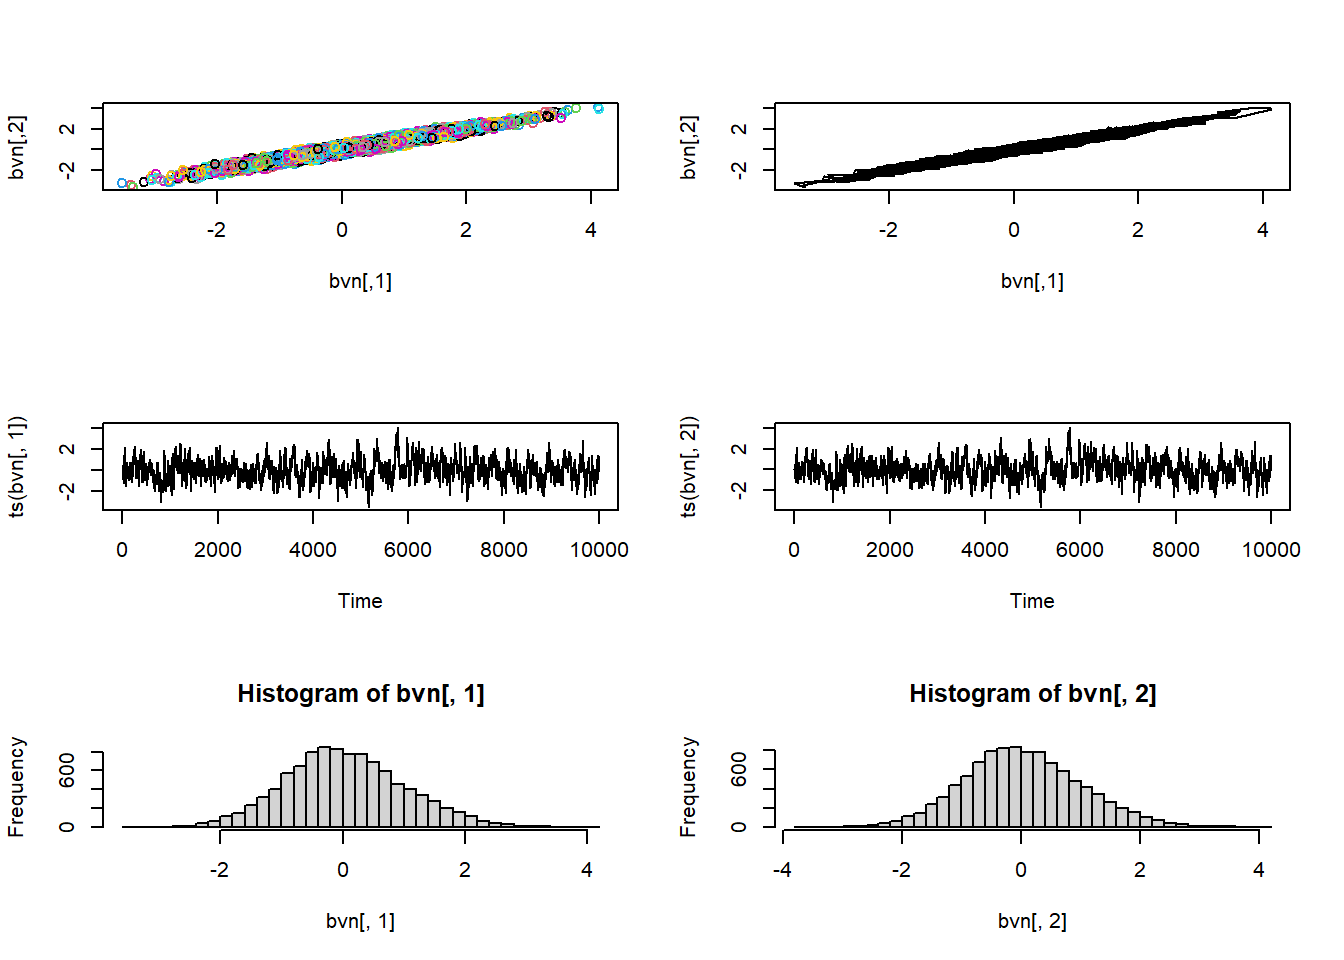 bvn[,2]
2
-2
-2 0 2 4
bvn[,1]
bvn[,2]
2
-2
-2 0 2 4
bvn[,1]
ts(bvn[, 1])
2
-2
0 2000 4000 6000 8000 10000
Time
ts(bvn[, 2])
2
-2
0 2000 4000 6000 8000 10000
Time
Histogram of bvn[, 1]
Frequency
600
0
-2 0 2 4
bvn[, 1]
Histogram of bvn[, 2]
Frequency
600
0
-4 -2 0 2 4
bvn[, 2]